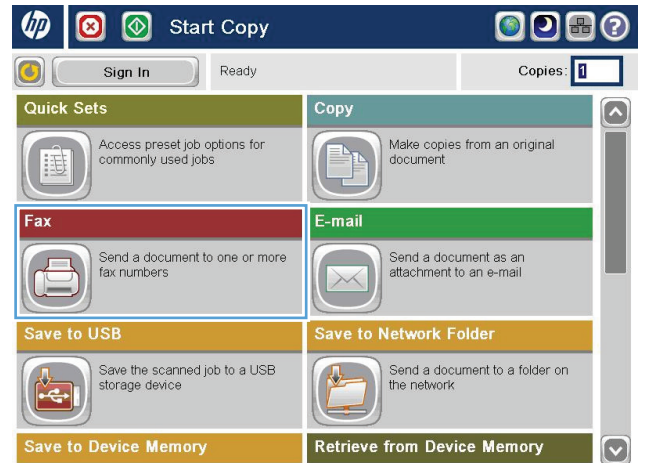 hp
Start Copy
?
Sign In
Ready
Copies: 1
Quick Sets
Access preset job options for
commonly used jobs
Copy
Make copies from an original
document
Fax
Send a document to one or more
fax numbers
E-mail
Send a document as an
attachment to an e-mail
Save to USB
Save the scanned job to a USB
storage device
Save to Network Folder
Send a document to a folder on
the network
Save to Device Memory
Retrieve from Device Memory